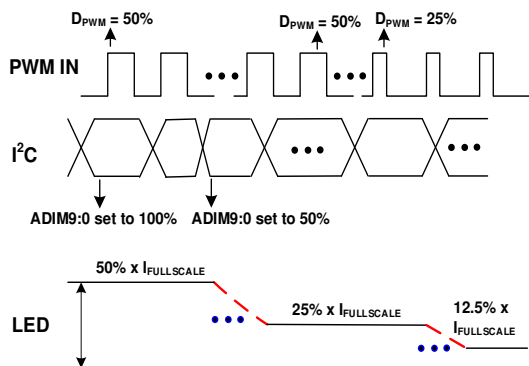 DPWM = 50%
DPWM = 50%
DPWM = 25%
PWM IN
I²C
ADIM9:0 set to 100%
ADIM9:0 set to 50%
50% x IFULLSCALE
25% x IFULLSCALE
12.5% x
IFULLSCALE
LED